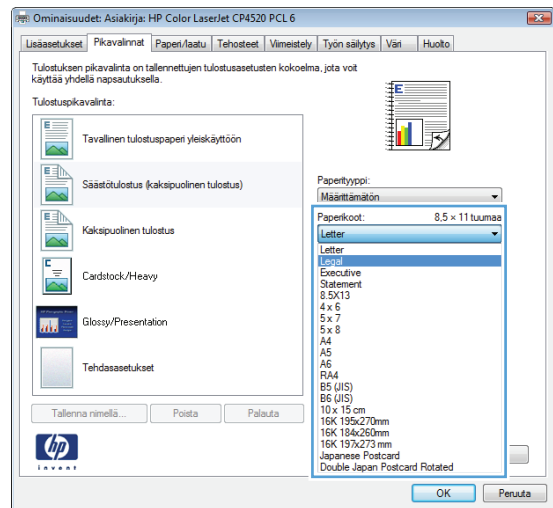 Ominaisuudet: Asiakirja: HP Color LaserJet CP4520 PCL 6
Lisäasetukset Pikavalinnat Paperi/laatu Tehosteet Viimeistely Työn säilytys Väri Huolto
Tulostuksen pikavalinta on tallennettujen tulostusasetusten kokoelma, jota voit
käyttää yhdellä napsautuksella.
Tulostuspikavalinta:
Tavallinen tulostuspaperi yleiskäyttöön
Säästötulostus (kaksipuolinen tulostus)
Kaksipuolinen tulostus
Cardstock/Heavy
Glossy/Presentation
Tehdasasetukset
Tallenna nimellä... Poista Palauta
Paperityyppi:
Määrittämätön
Paperikoot: 8,5 × 11 tuumaa
Letter
Letter
Legal
Executive
Statement
8.5X13
4 x 6
5 x 7
5 x 8
A4
A5
A6
RA4
B5 (JIS)
B6 (JIS)
10 x 15 cm
16K 195x270mm
16K 184x260mm
16K 197x273 mm
Japanese Postcard
Double Japan Postcard Rotated
hp
invent
OK Peruuta